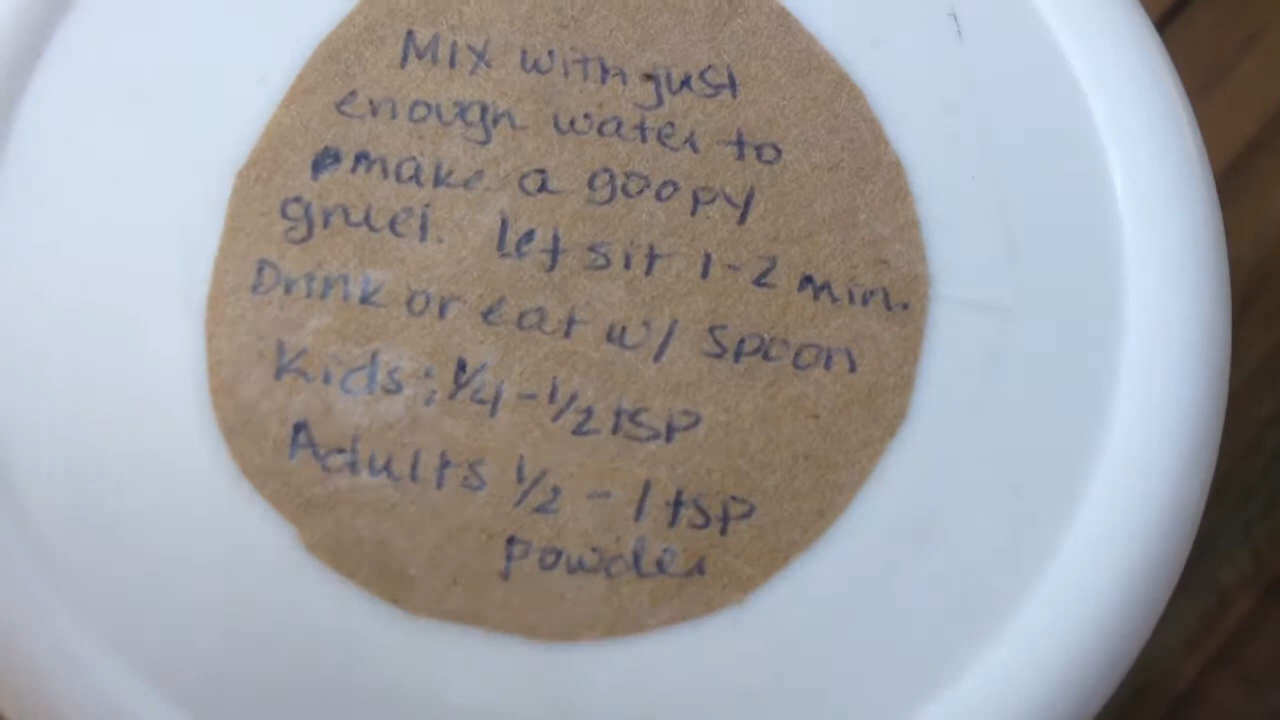 Mix with just
enough water to
make a goopy
gruel. Let sit 1-2 min.
Drink or eat w/ spoon
Kids: 1/4 - 1/2 tsp
Adults 1/2 - 1 tsp
powder